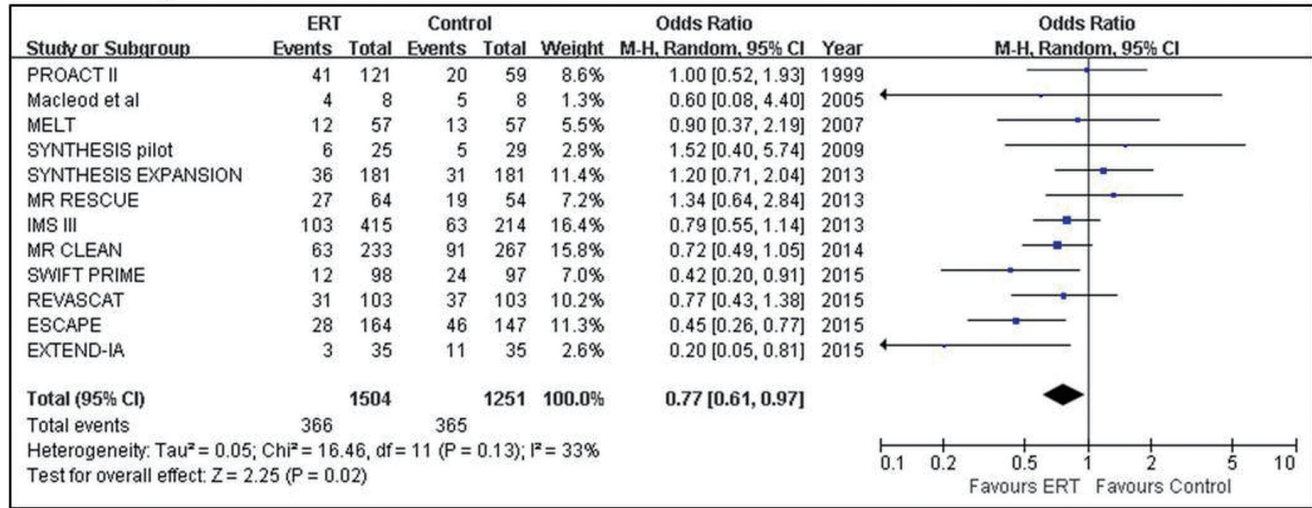 ERT Control Odds Ratio Odds Ratio
Study or Subgroup Events Total Events Total Weight M-H, Random, 95% CI Year M-H, Random, 95% CI
PROACT II 41 121 20 59 8.6% 1.00 [0.52, 1.93] 1999
Macleod et al 4 8 5 8 1.3% 0.60 [0.08, 4.40] 2005
MELT 12 57 13 57 5.5% 0.90 [0.37, 2.19] 2007
SYNTHESIS pilot 6 25 5 29 2.8% 1.52 [0.40, 5.74] 2009
SYNTHESIS EXPANSION 36 181 31 181 11.4% 1.20 [0.71, 2.04] 2013
MR RESCUE 27 64 19 54 7.2% 1.34 [0.64, 2.84] 2013
IMS III 103 415 63 214 16.4% 0.79 [0.55, 1.14] 2013
MR CLEAN 63 233 91 267 15.8% 0.72 [0.49, 1.05] 2014
SWIFT PRIME 12 98 24 97 7.0% 0.42 [0.20, 0.91] 2015
REVASCAT 31 103 37 103 10.2% 0.77 [0.43, 1.38] 2015
ESCAPE 28 164 46 147 11.3% 0.45 [0.26, 0.77] 2015
EXTEND-IA 3 35 11 35 2.6% 0.20 [0.05, 0.81] 2015
Total (95% CI) 1504 1251 100.0% 0.77 [0.61, 0.97]
Total events 366 365
Heterogeneity: Tau² = 0.05; Chi² = 16.46, df = 11 (P = 0.13); I² = 33%
Test for overall effect: Z = 2.25 (P = 0.02)
0.1 0.2 0.5 1 2 5 10
Favours ERT Favours Control